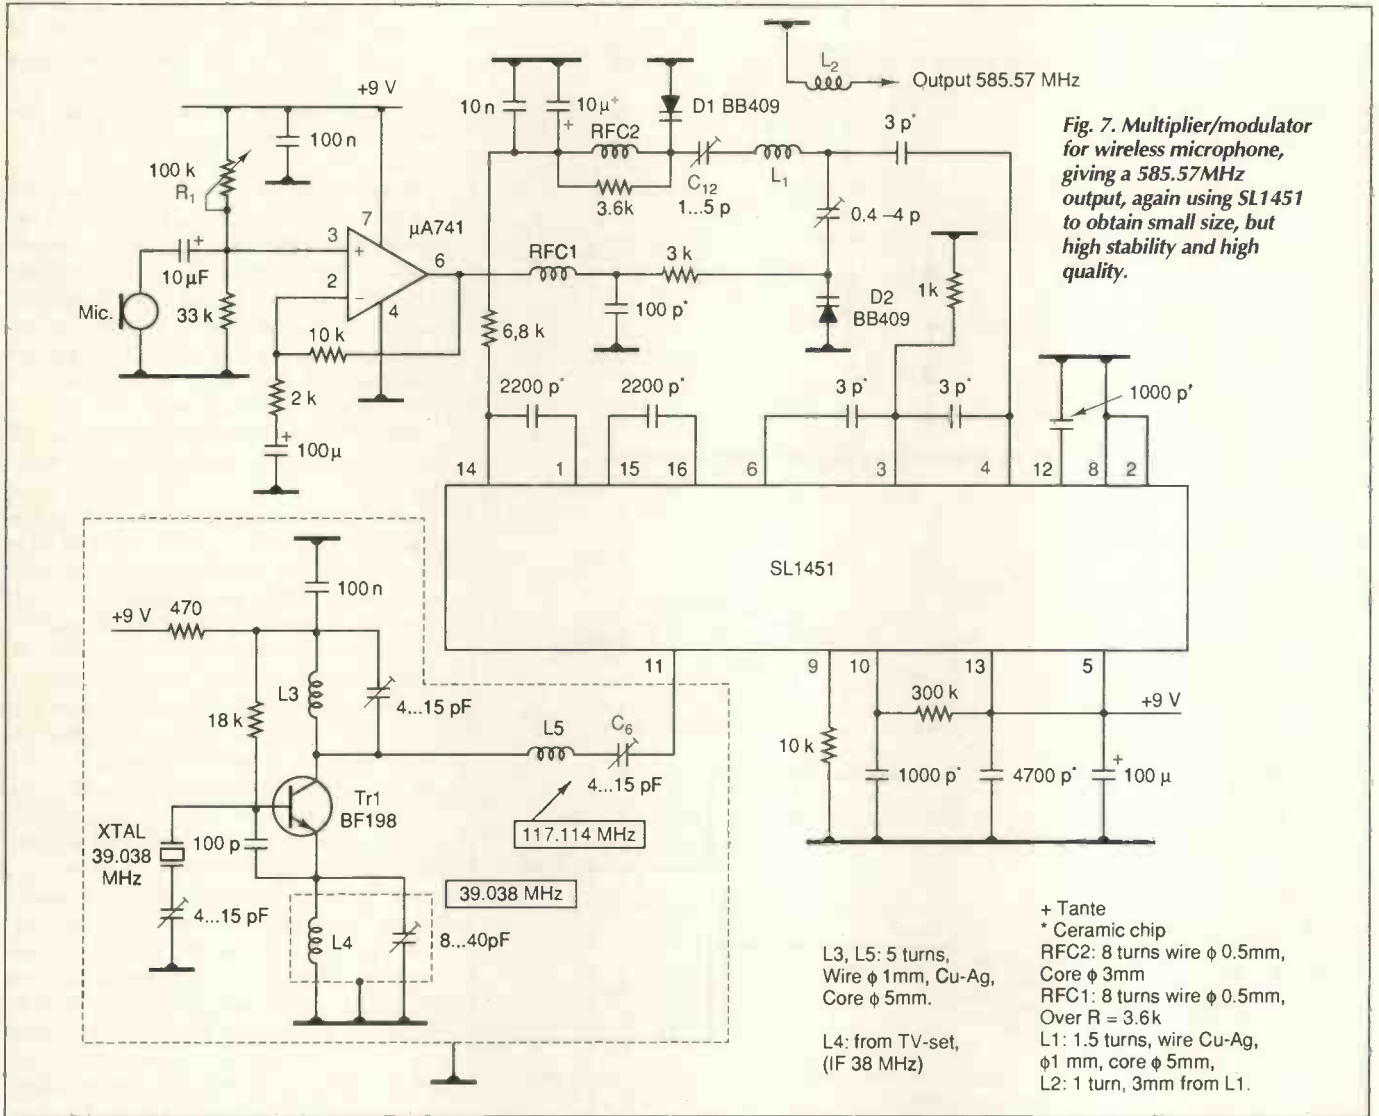 L₂
Output 585.57 MHz
+9 V
100 n
100 k
R₁
10 n
10 μ⁺
+
D1 BB409
RFC2
3 p*
C₁₂
1...5 p
L₁
3.6k
0.4 –4 p
Fig. 7. Multiplier/modulator
for wireless microphone,
giving a 585.57MHz
output, again using SL1451
to obtain small size, but
high stability and high
quality.
7
μA741
3
+
6
2
–
4
+
10 μF
Mic.
33 k
10 k
2 k
+
100 μ
RFC1
3 k
100 p*
6,8 k
1k
D2
BB409
2200 p*
2200 p*
3 p*
3 p*
1000 p*
14
1
15
16
6
3
4
12
8
2
SL1451
11
9
10
13
5
100 n
+9 V
470
L3
4...15 pF
18 k
L5
C₆
4...15 pF
117.114 MHz
Tr1
BF198
XTAL
39.038
MHz
100 p
4...15 pF
39.038 MHz
L4
8...40pF
300 k
+9 V
10 k
1000 p*
4700 p*
+
100 μ
L3, L5: 5 turns,
Wire φ 1mm, Cu-Ag,
Core φ 5mm.
L4: from TV-set,
(IF 38 MHz)
+ Tante
* Ceramic chip
RFC2: 8 turns wire φ 0.5mm,
Core φ 3mm
RFC1: 8 turns wire φ 0.5mm,
Over R = 3.6k
L1: 1.5 turns, wire Cu-Ag,
φ1 mm, core φ 5mm,
L2: 1 turn, 3mm from L1.